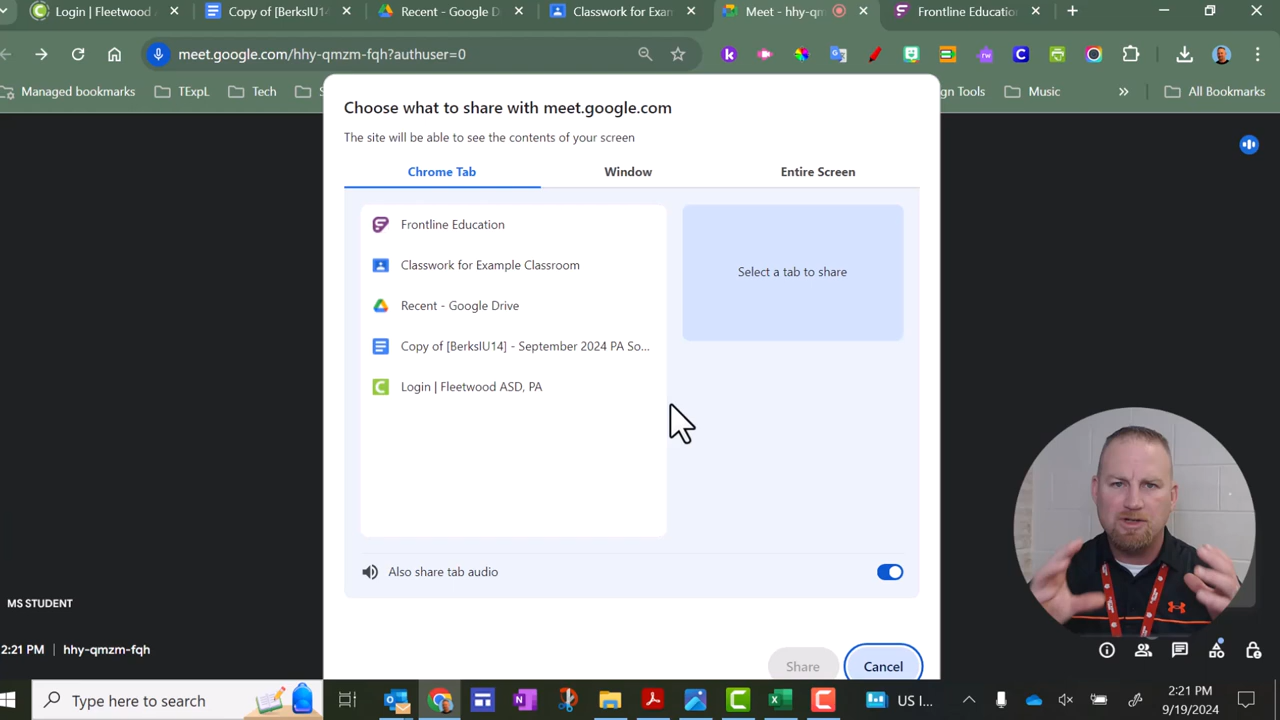 Login | Fleetwood A
Copy of [BerksIU1
Recent - Google D
Classwork for Exan
Meet - hhy-qm
Frontline Educatio
meet.google.com/hhy-qmzm-fqh?authuser=0
Managed bookmarks
TExpL
Tech
S
gn Tools
Music
All Bookmarks
Choose what to share with meet.google.com
The site will be able to see the contents of your screen
Chrome Tab
Window
Entire Screen
Frontline Education
Classwork for Example Classroom
Recent - Google Drive
Copy of [BerksIU14] - September 2024 PA So...
Login | Fleetwood ASD, PA
Select a tab to share
Also share tab audio
Share
Cancel
MS STUDENT
2:21 PM
hhy-qmzm-fqh
Type here to search
US I...
2:21 PM
9/19/2024